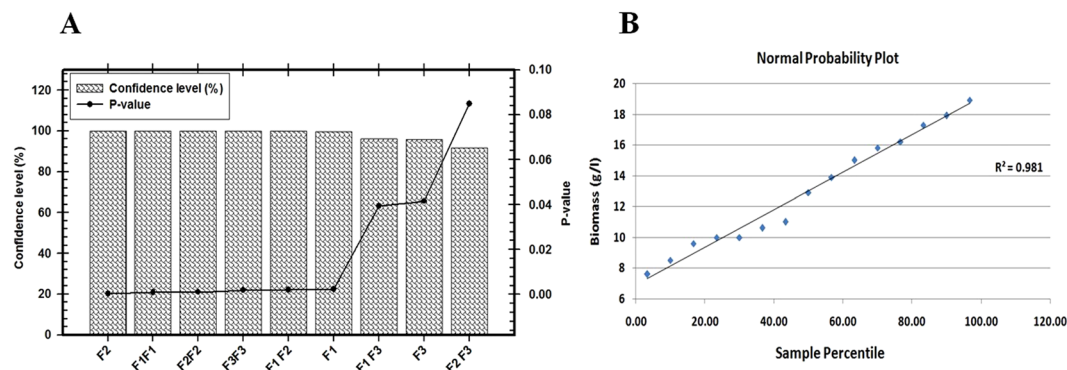 A
Confidence level (%)
P-value
Confidence level (%)
120
100
80
60
40
20
0
0.10
0.08
0.06
0.04
0.02
0.00
P-value
F2
F1F1
F2F2
F3F3
F1 F2
F1
F1 F3
F3
F2 F3
B
Normal Probability Plot
Biomass (g/l)
20
18
16
14
12
10
8
6
R² = 0.981
0.00 20.00 40.00 60.00 80.00 100.00 120.00
Sample Percentile